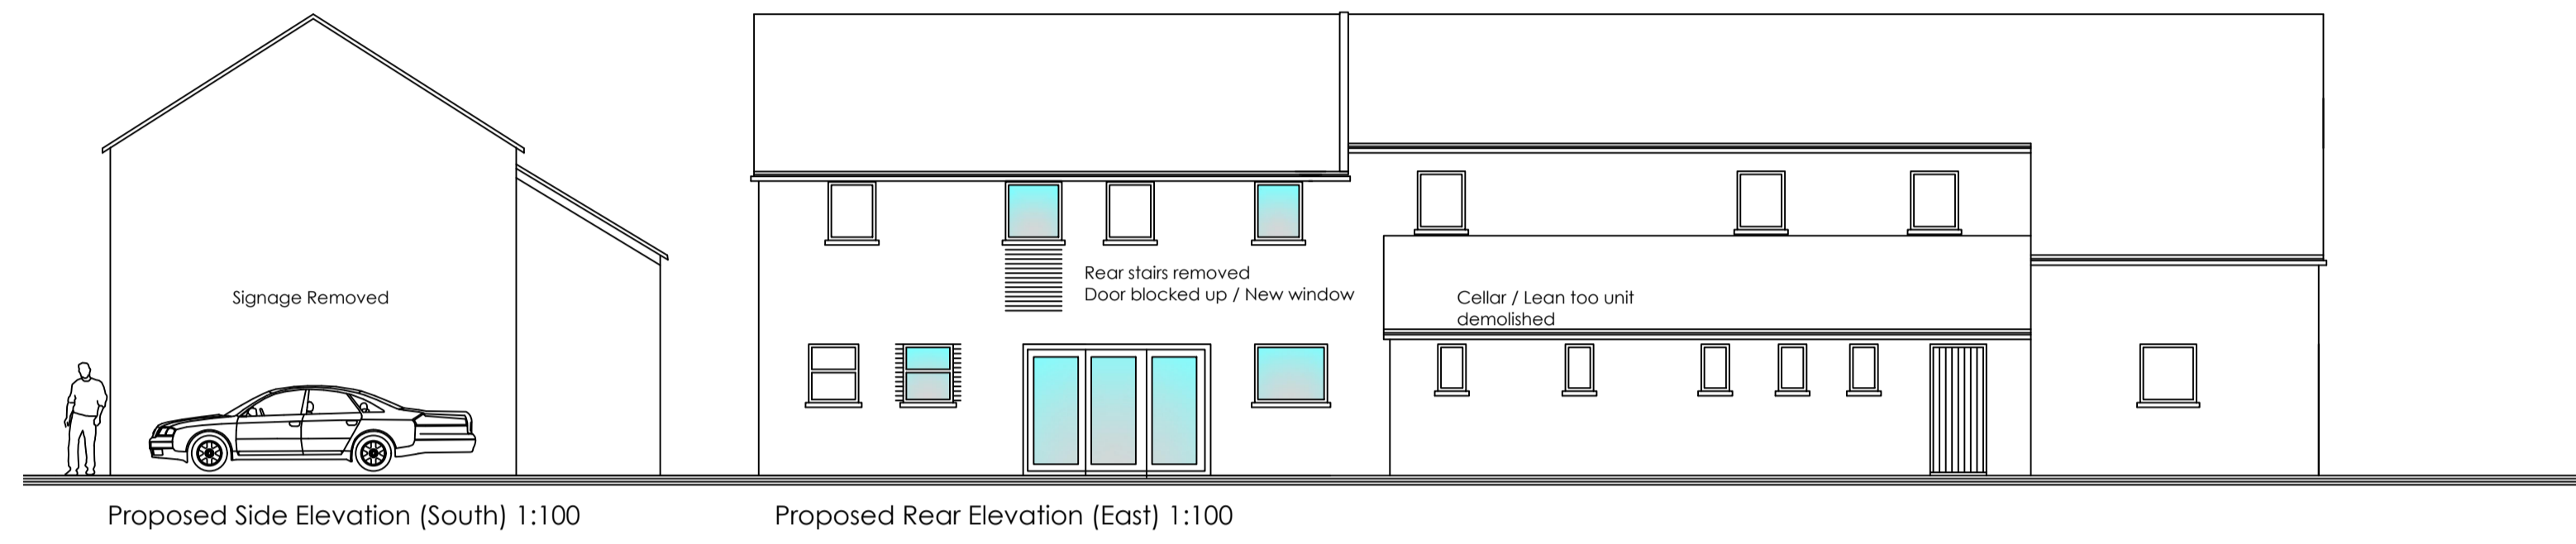 Signage Removed
Rear stairs removed
Door blocked up / New window
Cellar / Lean too unit
demolished
Proposed Side Elevation (South) 1:100
Proposed Rear Elevation (East) 1:100